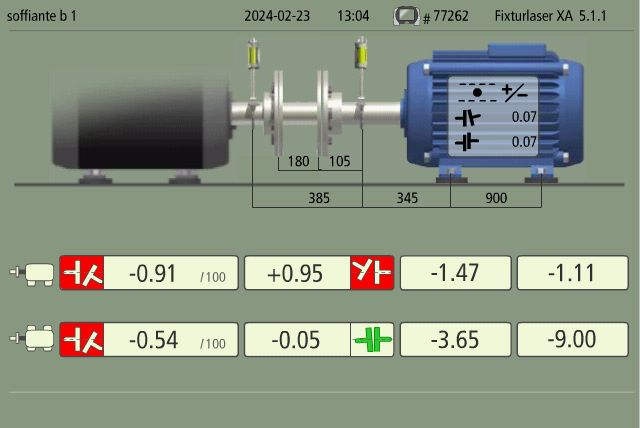 soffiante b 1 2024-02-23 13:04 # 77262 Fixturlaser XA 5.1.1
+/-
0.07
0.07
180 105
385 345 900
-0.91 /100 +0.95 -1.47 -1.11
-0.54 /100 -0.05 -3.65 -9.00